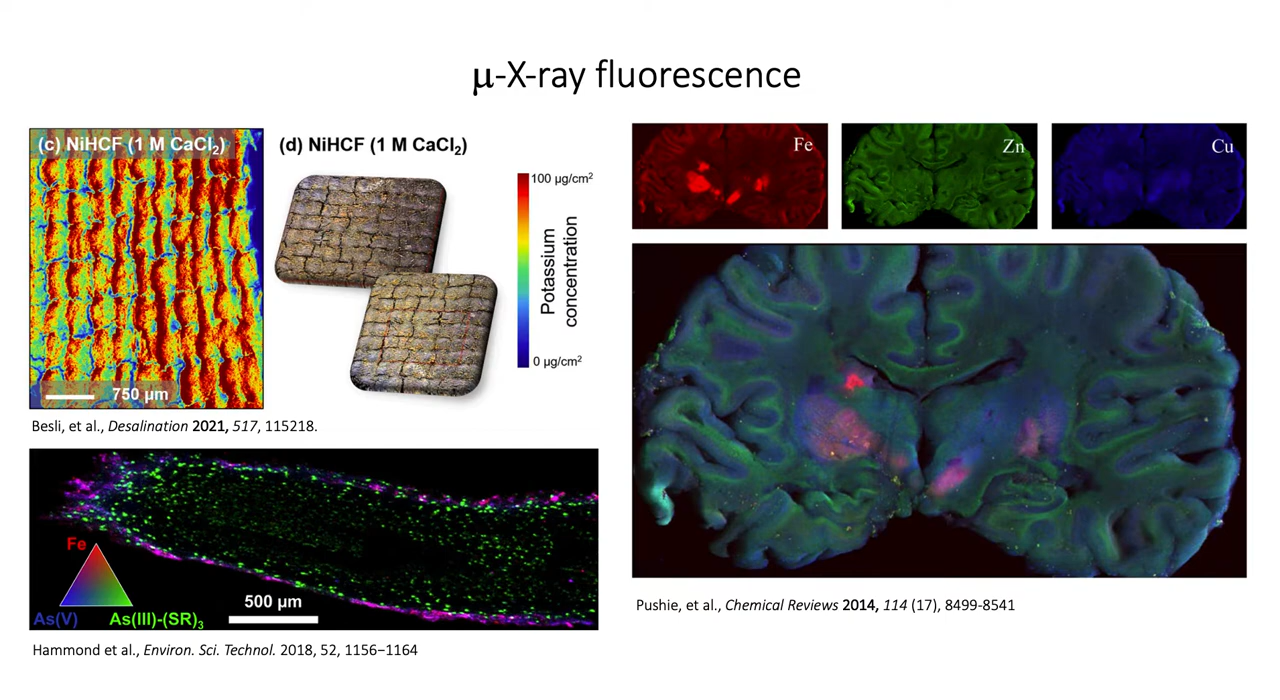 μ-X-ray fluorescence
(c) NiHCF (1 M CaCl₂)
(d) NiHCF (1 M CaCl₂)
100 μg/cm²
Potassium
concentration
0 μg/cm²
750 μm
Besli, et al., Desalination 2021, 517, 115218.
Fe
As(V)
As(III)-(SR)₃
500 μm
Hammond et al., Environ. Sci. Technol. 2018, 52, 1156−1164
Fe
Zn
Cu
Pushie, et al., Chemical Reviews 2014, 114 (17), 8499-8541